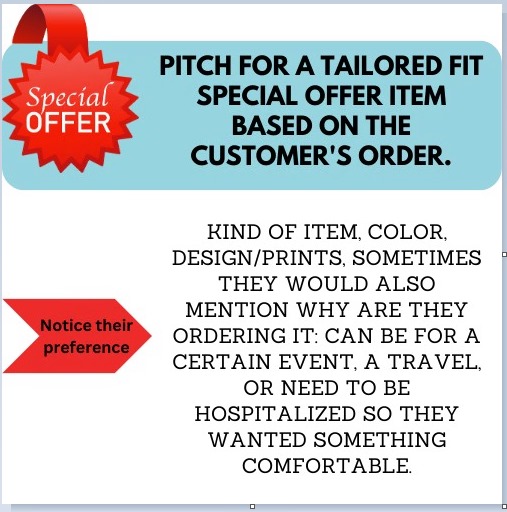 Special
OFFER
PITCH FOR A TAILORED FIT
SPECIAL OFFER ITEM
BASED ON THE
CUSTOMER'S ORDER.
Notice their
preference
KIND OF ITEM, COLOR,
DESIGN/PRINTS, SOMETIMES
THEY WOULD ALSO
MENTION WHY ARE THEY
ORDERING IT: CAN BE FOR A
CERTAIN EVENT, A TRAVEL,
OR NEED TO BE
HOSPITALIZED SO THEY
WANTED SOMETHING
COMFORTABLE.